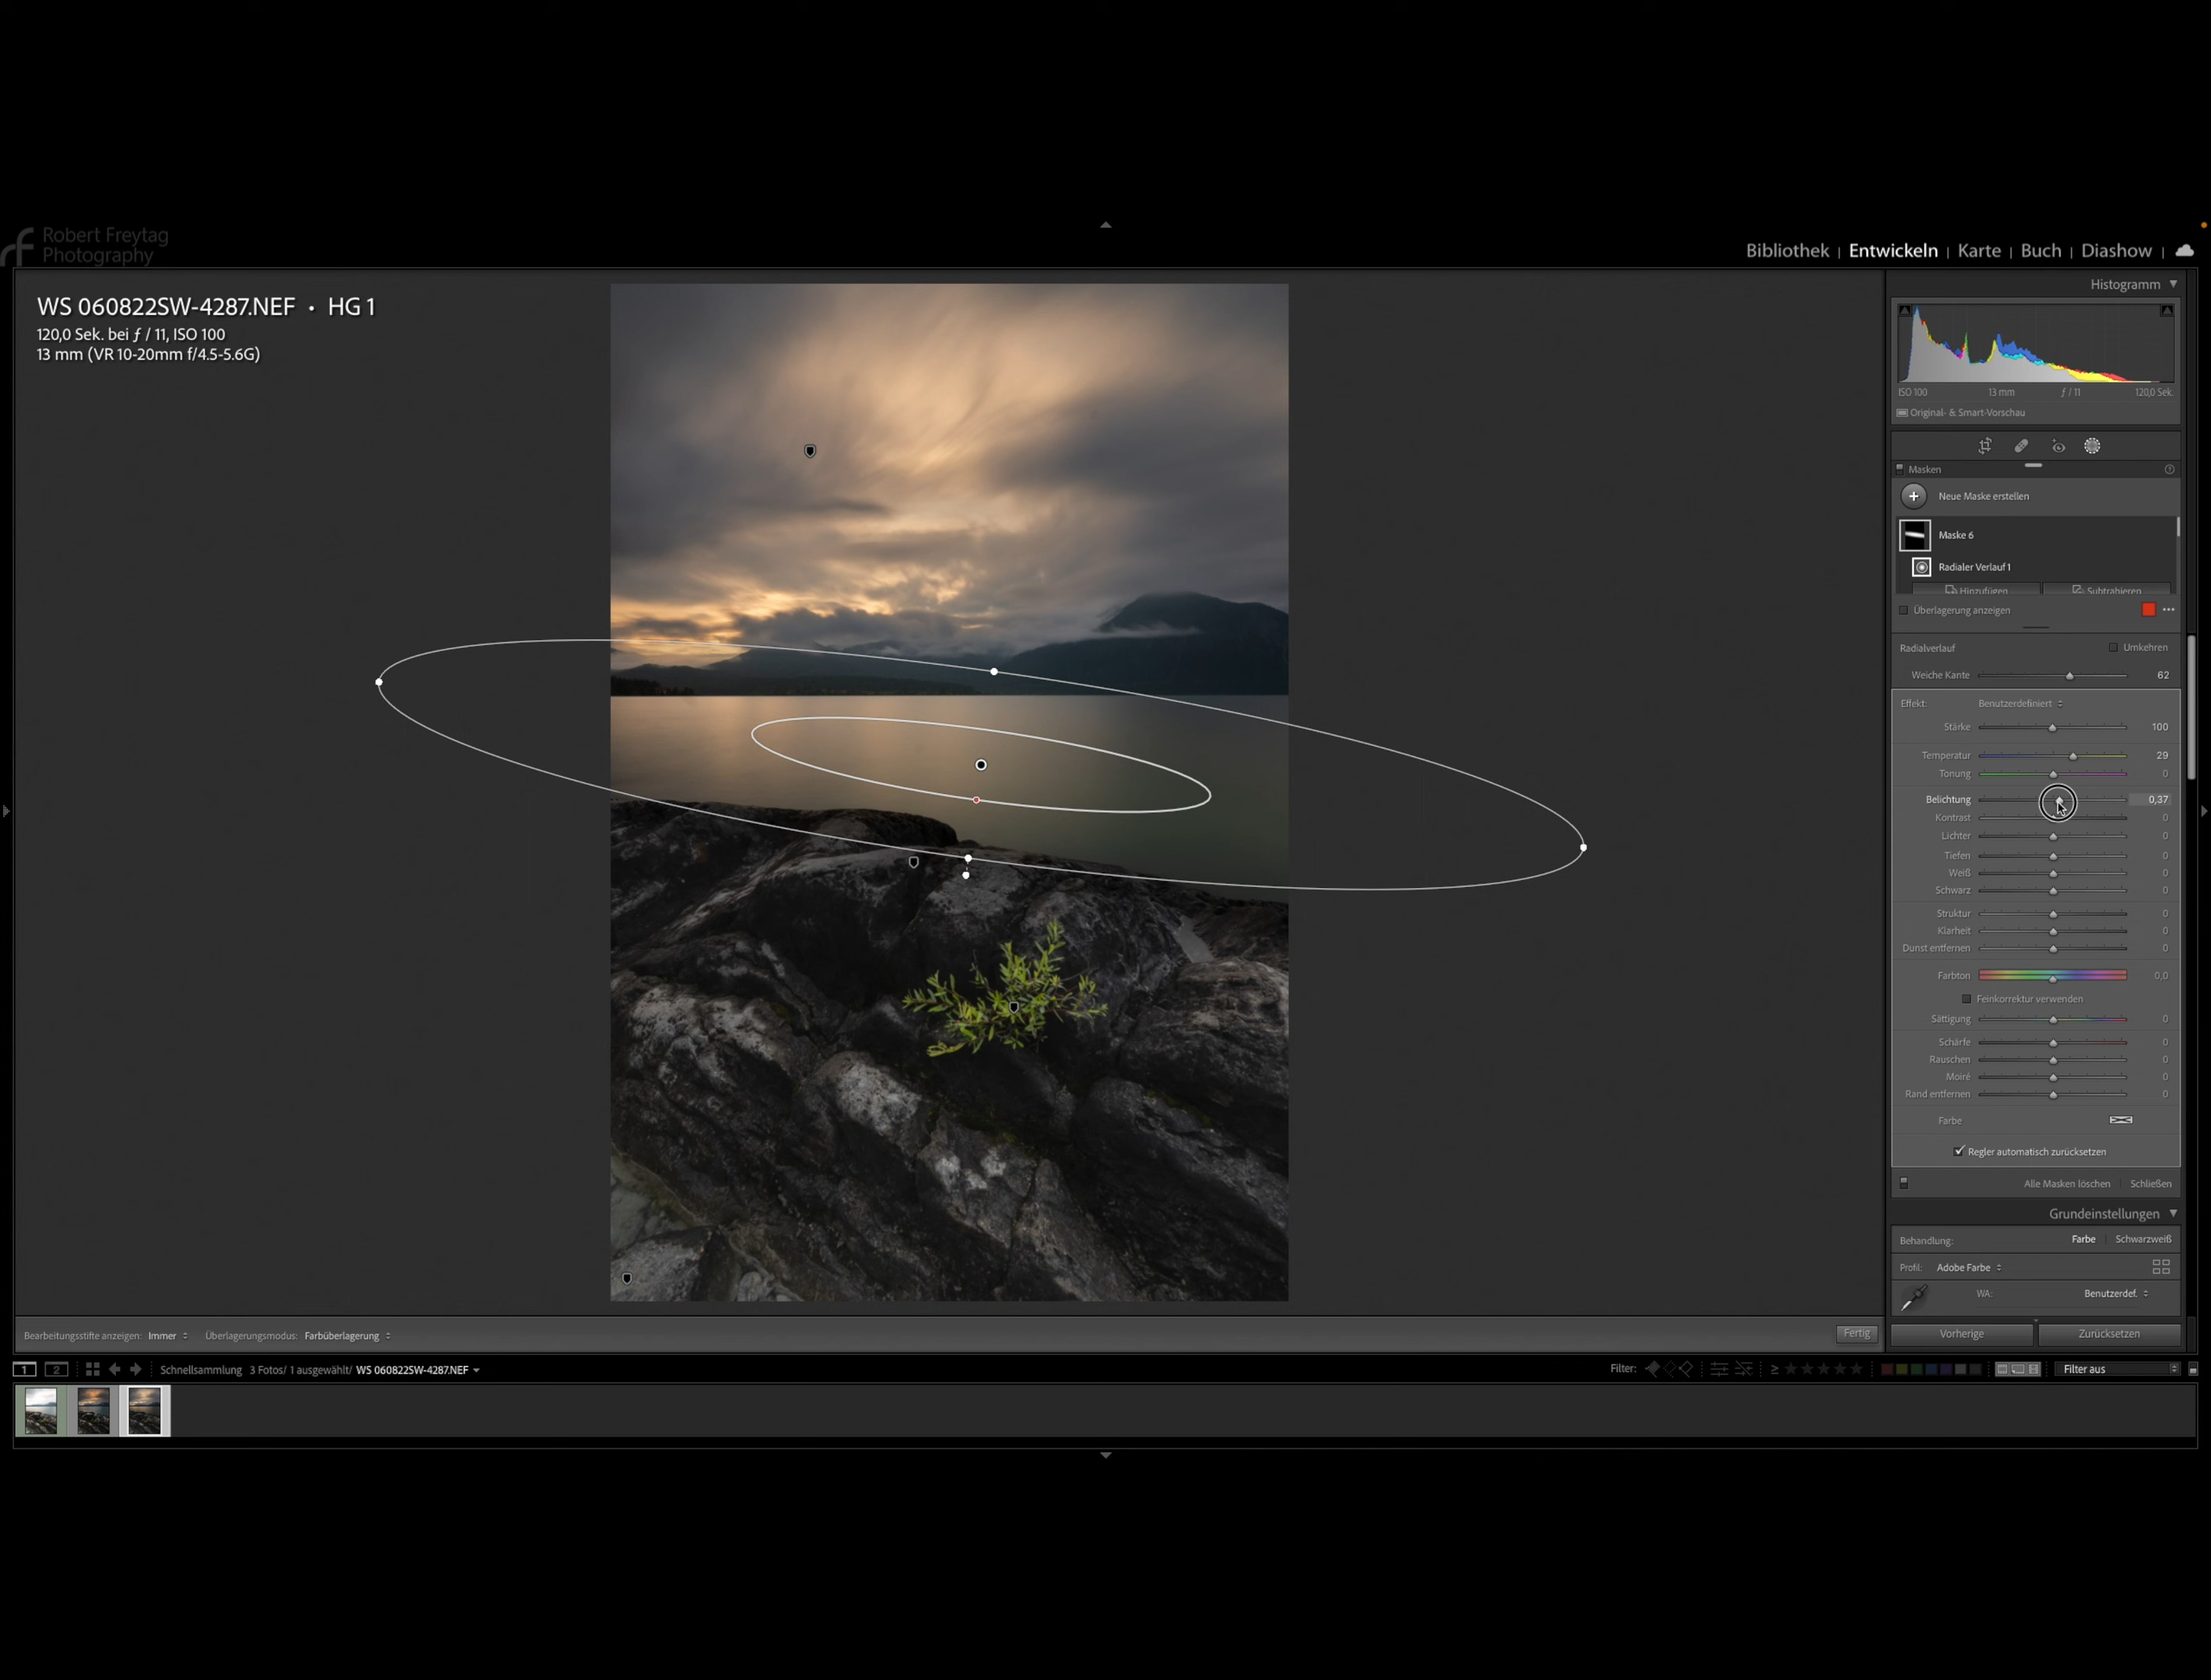 Robert Freytag
Photography
Bibliothek | Entwickeln | Karte | Buch | Diashow |
WS 060822SW-4287.NEF • HG 1
120,0 Sek. bei ƒ / 11, ISO 100
13 mm (VR 10-20mm f/4.5-5.6G)
Histogramm
ISO 100 13 mm ƒ / 11 120,0 Sek.
Original- & Smart-Vorschau
Masken
Neue Maske erstellen
Maske 6
Radialer Verlauf 1
Hinzufügen Subtrahieren
Überlagerung anzeigen
Radialverlauf Umkehren
Weiche Kante 62
Effekt: Benutzerdefiniert
Stärke 100
Temperatur 29
Tonung 0
Belichtung 0,37
Kontrast 0
Lichter 0
Tiefen 0
Weiß 0
Schwarz 0
Struktur 0
Klarheit 0
Dunst entfernen 0
Farbton 0,0
Feinkorrektur verwenden
Sättigung 0
Schärfe 0
Rauschen 0
Moiré 0
Rand entfernen 0
Farbe
Regler automatisch zurücksetzen
Alle Masken löschen Schließen
Grundeinstellungen
Behandlung: Farbe Schwarzweiß
Profil: Adobe Farbe
WA: Benutzerdef.
Bearbeitungsstifte anzeigen: Immer Überlagerungsmodus: Farbüberlagerung Fertig
Vorherige Zurücksetzen
1 2 Schnellsammlung 3 Fotos/ 1 ausgewählt/ WS 060822SW-4287.NEF Filter: ≥ Filter aus